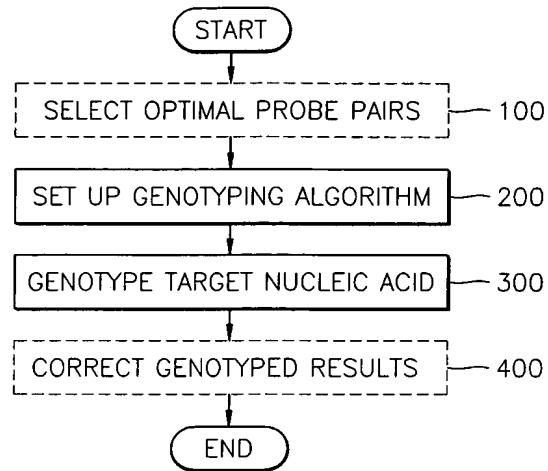 START
SELECT OPTIMAL PROBE PAIRS 100
SET UP GENOTYPING ALGORITHM 200
GENOTYPE TARGET NUCLEIC ACID 300
CORRECT GENOTYPED RESULTS 400
END